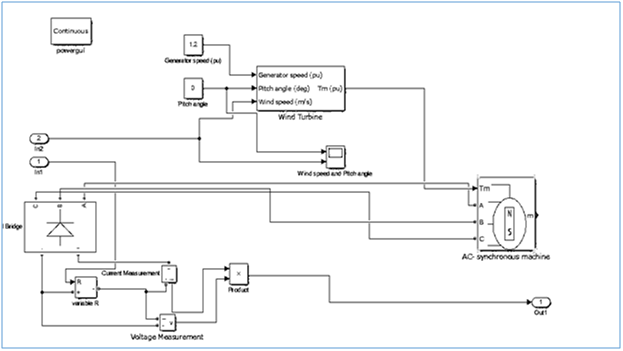 Continuous
powergui
1.2
Generator speed (pu)
0
Pitch angle
Generator speed (pu)
Pitch angle (deg) Tm (pu)
Wind speed (m/s)
Wind Turbine
2
In2
1
In1
Wind speed and Pitch angle
Tm
A
B
C
m
N
S
AC- synchronous machine
C B A
l Bridge
+ -
R
+ -
variable R
Current Measurement
+ i
-
Voltage Measurement
+ v
-
×
Product
1
Out1